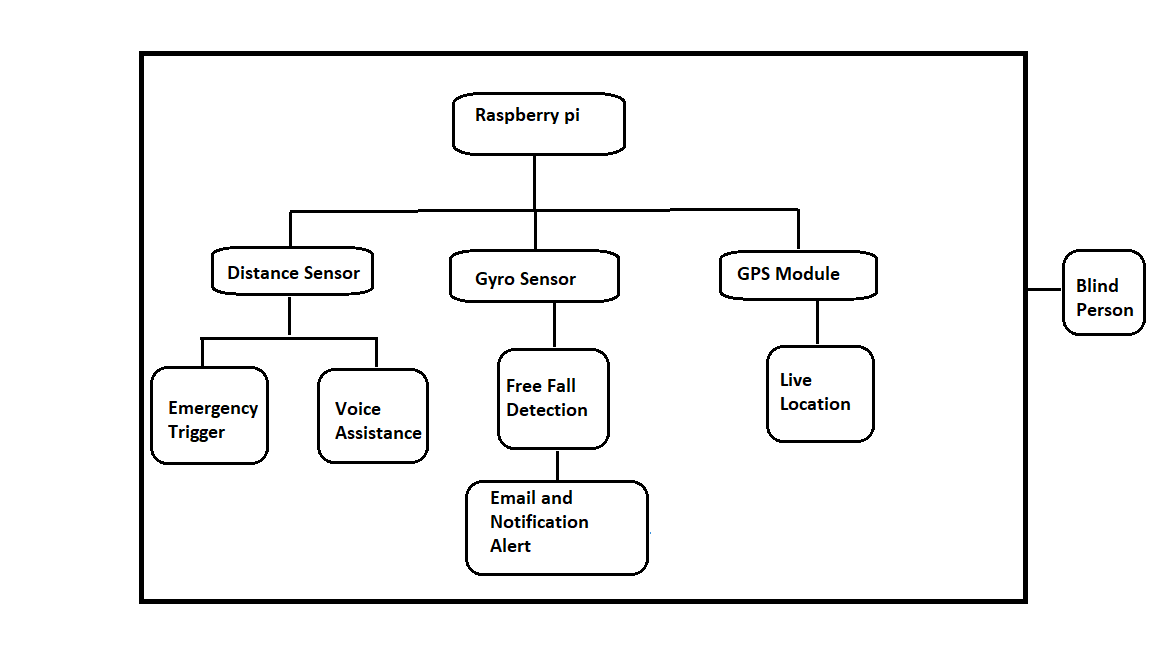 Raspberry pi
Distance Sensor
Gyro Sensor
GPS Module
Blind
Person
Emergency
Trigger
Voice
Assistance
Free Fall
Detection
Live
Location
Email and
Notification
Alert